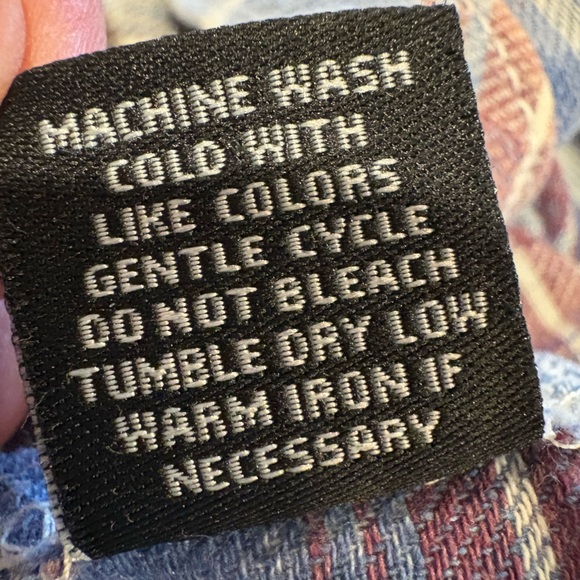 MACHINE WASH
COLD WITH
LIKE COLORS
GENTLE CYCLE
DO NOT BLEACH
TUMBLE DRY LOW
WARM IRON IF
NECESSARY